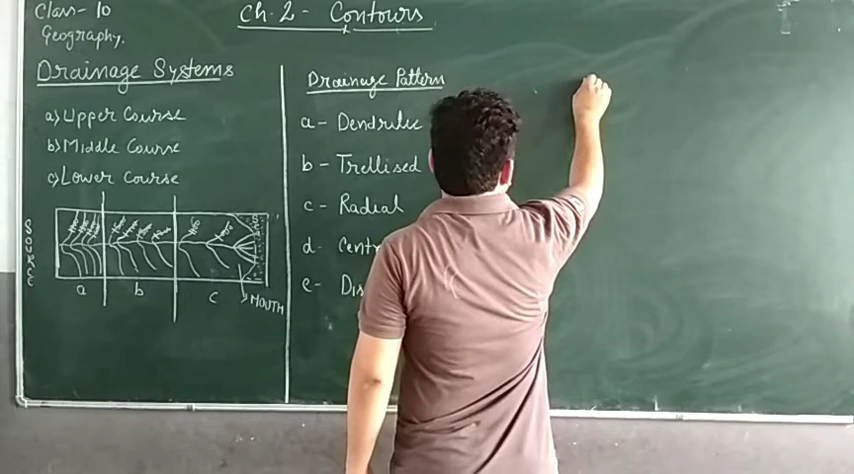 Class- 10
Geography.
Ch. 2 - Contours
Drainage Systems
a) Upper Course
b) Middle Course
c) Lower Course
SOURCE
a
b
c
MOUTH
Drainage Pattern
a - Dendritic
b - Trellised
c - Radial
d - Cent
e - Dis